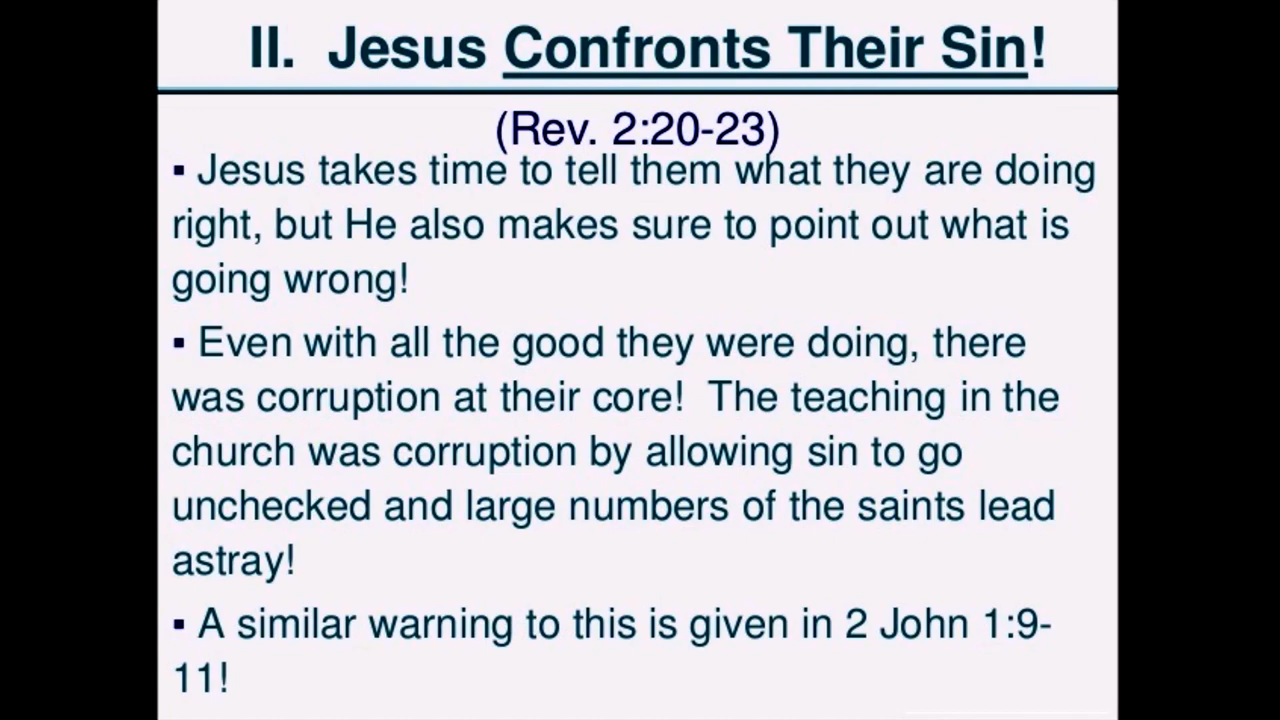 II. Jesus Confronts Their Sin!
(Rev. 2:20-23)
▪ Jesus takes time to tell them what they are doing
right, but He also makes sure to point out what is
going wrong!
▪ Even with all the good they were doing, there
was corruption at their core! The teaching in the
church was corruption by allowing sin to go
unchecked and large numbers of the saints lead
astray!
▪ A similar warning to this is given in 2 John 1:9-
11!